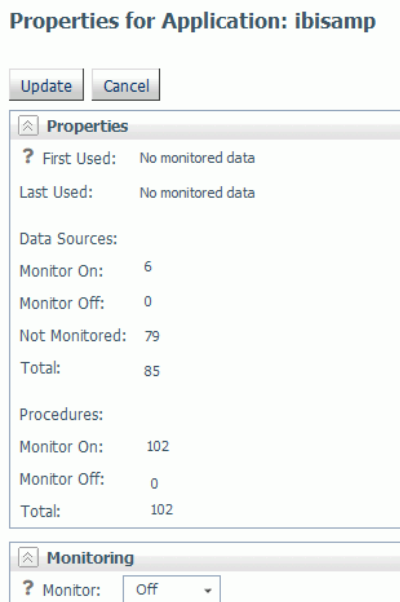 Properties for Application: ibisamp
Update Cancel
Properties
? First Used: No monitored data
Last Used: No monitored data
Data Sources:
Monitor On: 6
Monitor Off: 0
Not Monitored: 79
Total: 85
Procedures:
Monitor On: 102
Monitor Off: 0
Total: 102
Monitoring
? Monitor: Off